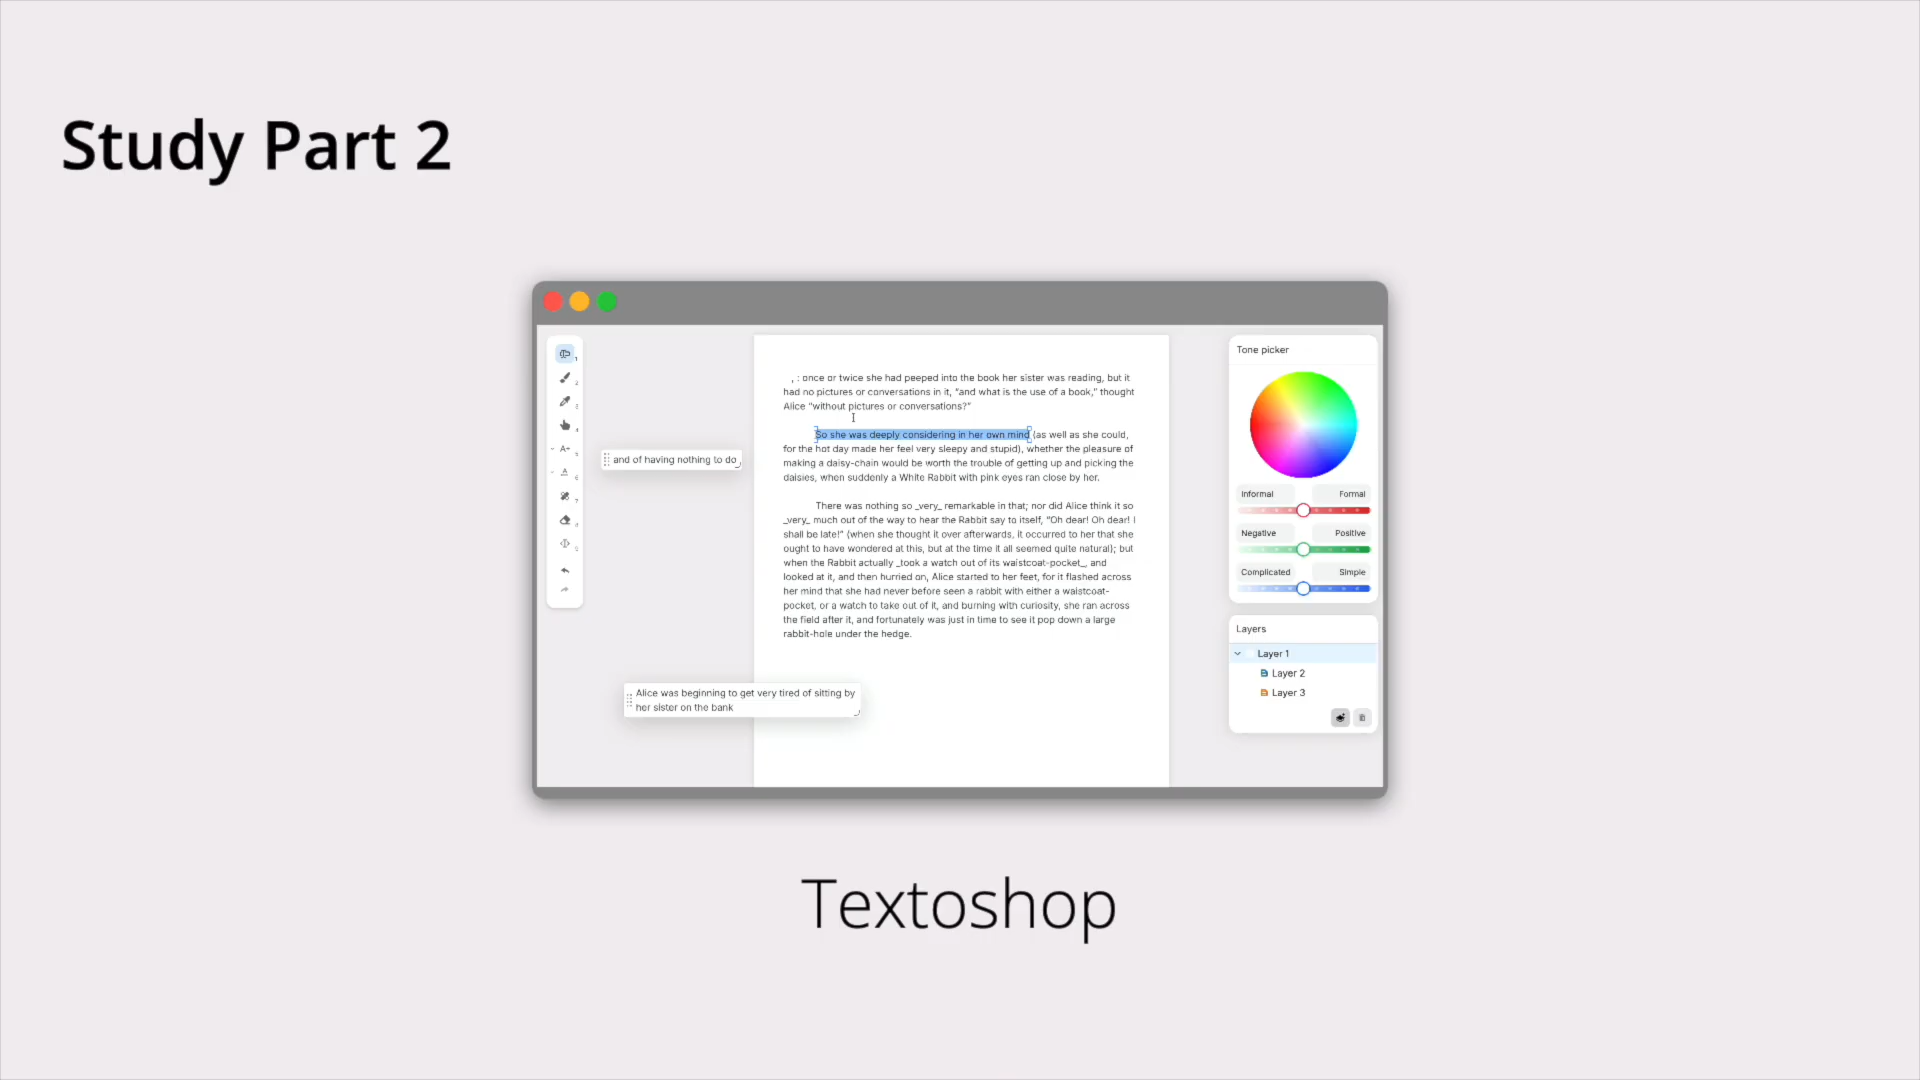 Study Part 2
1
2
3
4
A+ 5
A 6
7
8
9
and of having nothing to do
Alice was beginning to get very tired of sitting by
her sister on the bank
, : once or twice she had peeped into the book her sister was reading, but it
had no pictures or conversations in it, “and what is the use of a book,” thought
Alice “without pictures or conversations?”
So she was deeply considering in her own mind (as well as she could,
for the hot day made her feel very sleepy and stupid), whether the pleasure of
making a daisy-chain would be worth the trouble of getting up and picking the
daisies, when suddenly a White Rabbit with pink eyes ran close by her.
There was nothing so _very_ remarkable in that; nor did Alice think it so
_very_ much out of the way to hear the Rabbit say to itself, “Oh dear! Oh dear! I
shall be late!” (when she thought it over afterwards, it occurred to her that she
ought to have wondered at this, but at the time it all seemed quite natural); but
when the Rabbit actually _took a watch out of its waistcoat-pocket_, and
looked at it, and then hurried on, Alice started to her feet, for it flashed across
her mind that she had never before seen a rabbit with either a waistcoat-
pocket, or a watch to take out of it, and burning with curiosity, she ran across
the field after it, and fortunately was just in time to see it pop down a large
rabbit-hole under the hedge.
Tone picker
Informal Formal
Negative Positive
Complicated Simple
Layers
Layer 1
Layer 2
Layer 3
Textoshop